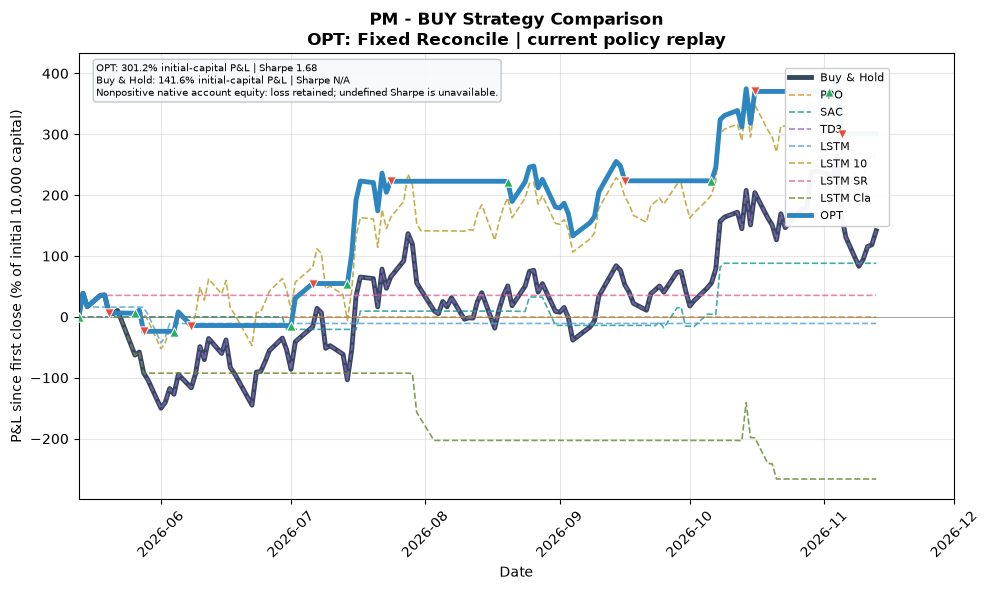 PM - BUY Strategy Comparison
OPT: Fixed Reconcile | current policy replay
OPT: 301.2% initial-capital P&L | Sharpe 1.68
Buy & Hold: 141.6% initial-capital P&L | Sharpe N/A
Nonpositive native account equity: loss retained; undefined Sharpe is unavailable.
Buy & Hold
PPO
SAC
TD3
LSTM
LSTM 10
LSTM SR
LSTM Cla
OPT
P&L since first close (% of initial 10,000 capital)
400
300
200
100
0
−100
−200
2026-06
2026-07
2026-08
2026-09
2026-10
2026-11
2026-12
Date